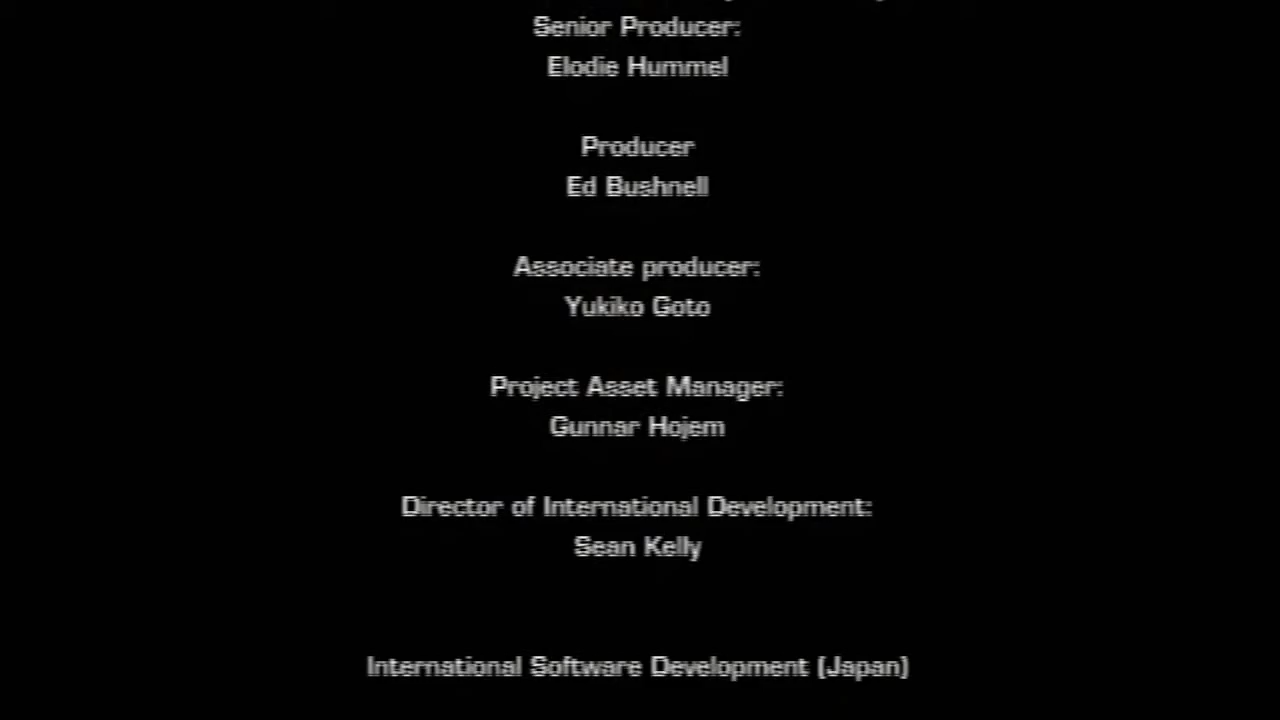 Senior Producer:
Elodie Hummel
Producer
Ed Bushnell
Associate producer:
Yukiko Goto
Project Asset Manager:
Gunnar Hojem
Director of International Development:
Sean Kelly
International Software Development (Japan)